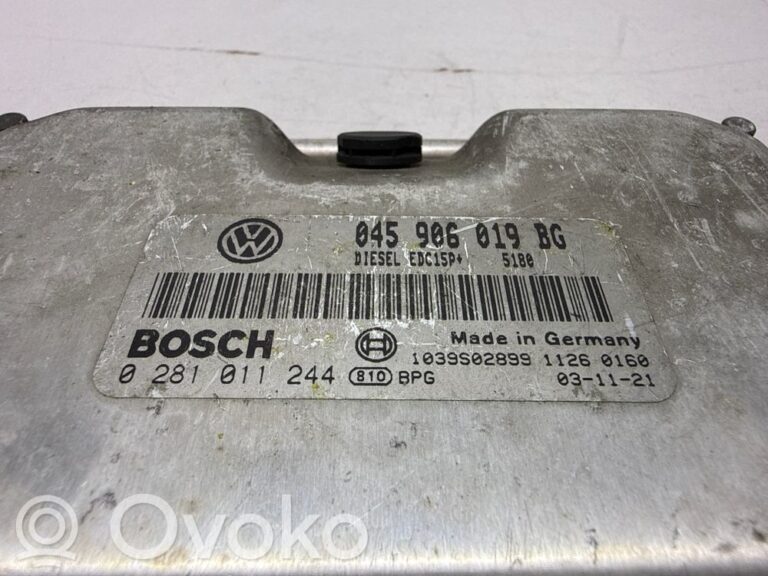 045 906 019 BG
DIESEL EDC15P+ 5180
BOSCH
Made in Germany
1039S02899 1126 0160
0 281 011 244 810 BPG 03-11-21
Ovoko